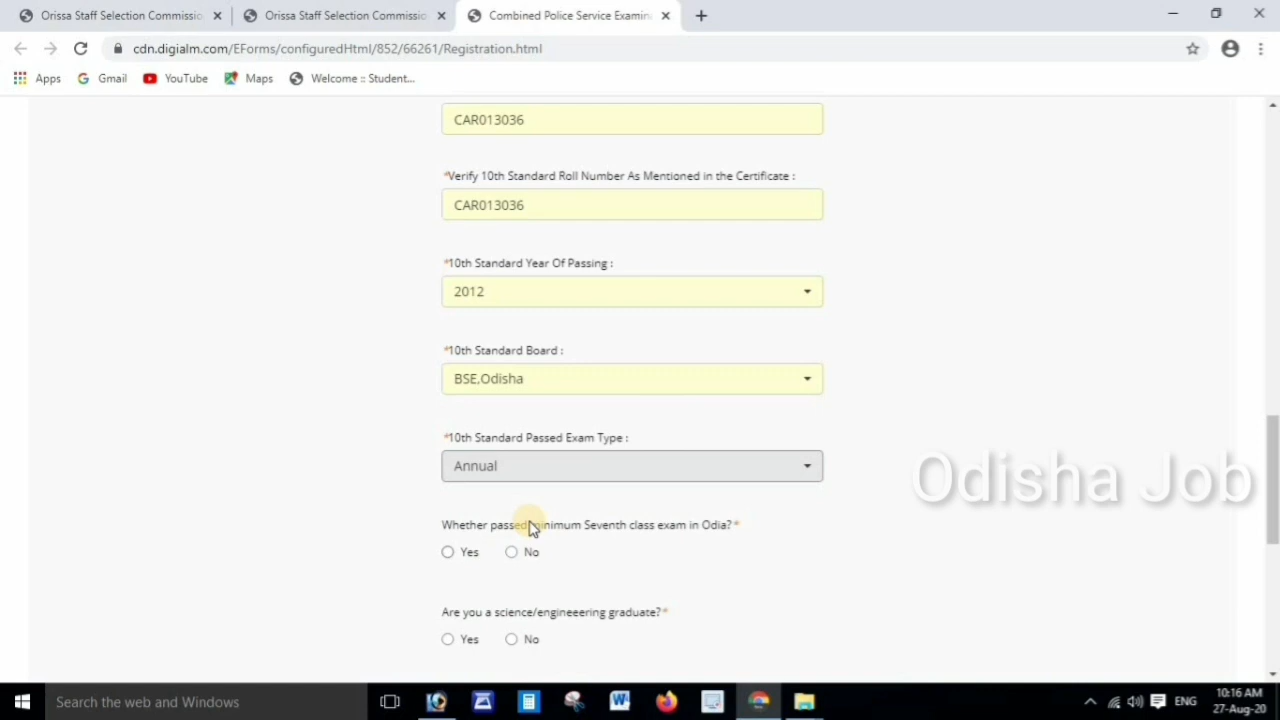 Orissa Staff Selection Commissio
Orissa Staff Selection Commissio
Combined Police Service Examin
cdn.digialm.com/EForms/configuredHtml/852/66261/Registration.html
Apps
Gmail
YouTube
Maps
Welcome :: Student...
CAR013036
*Verify 10th Standard Roll Number As Mentioned in the Certificate :
CAR013036
*10th Standard Year Of Passing :
2012
*10th Standard Board :
BSE,Odisha
*10th Standard Passed Exam Type :
Annual
Odisha Job
Whether passed minimum Seventh class exam in Odia?*
Yes No
Are you a science/engineeering graduate?*
Yes No
Search the web and Windows
ENG
10:16 AM
27-Aug-20